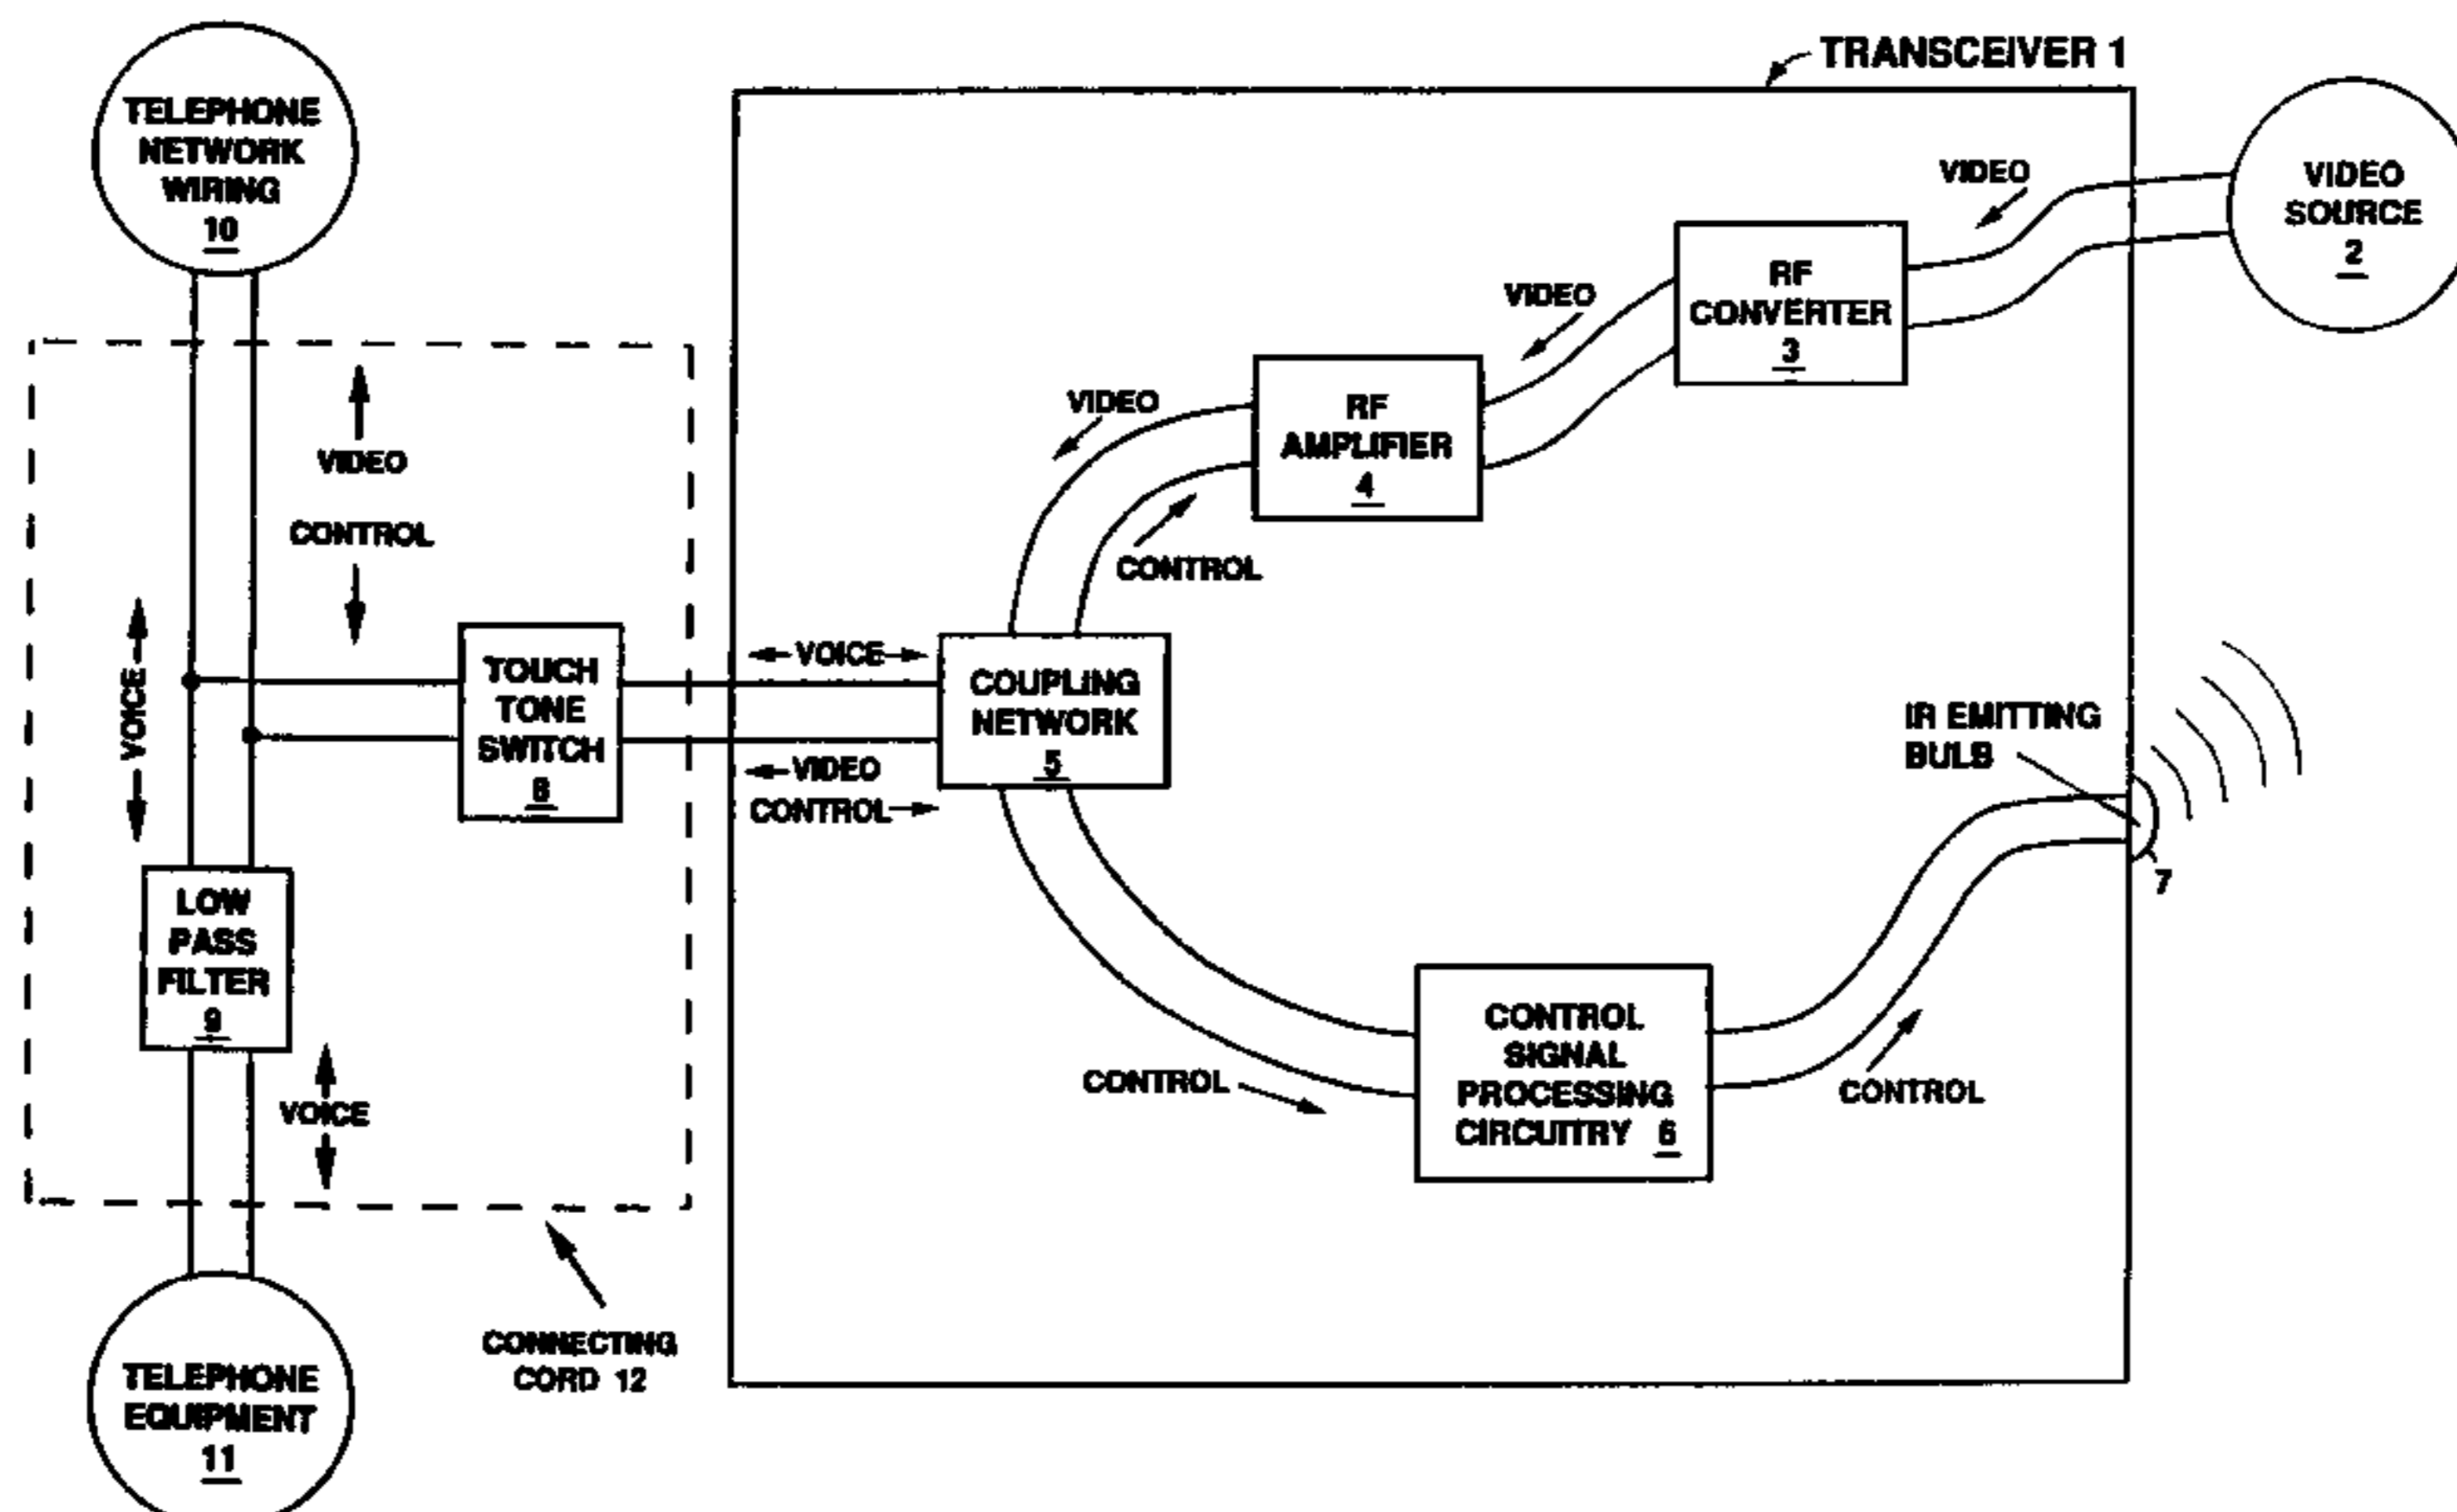 TRANSCEIVER 1
TELEPHONE
NETWORK
WIRING
10
VIDEO
SOURCE
2
VIDEO
RF
CONVERTER
3
VIDEO
RF
AMPLIFIER
4
VIDEO
CONTROL
VIDEO
CONTROL
VOICE
TOUCH
TONE
SWITCH
8
VOICE
VIDEO
CONTROL
COUPLING
NETWORK
5
IR EMITTING
BULB
7
LOW
PASS
FILTER
9
VOICE
CONTROL
CONTROL
SIGNAL
PROCESSING
CIRCUITRY 6
CONTROL
CONNECTING
CORD 12
TELEPHONE
EQUIPMENT
11